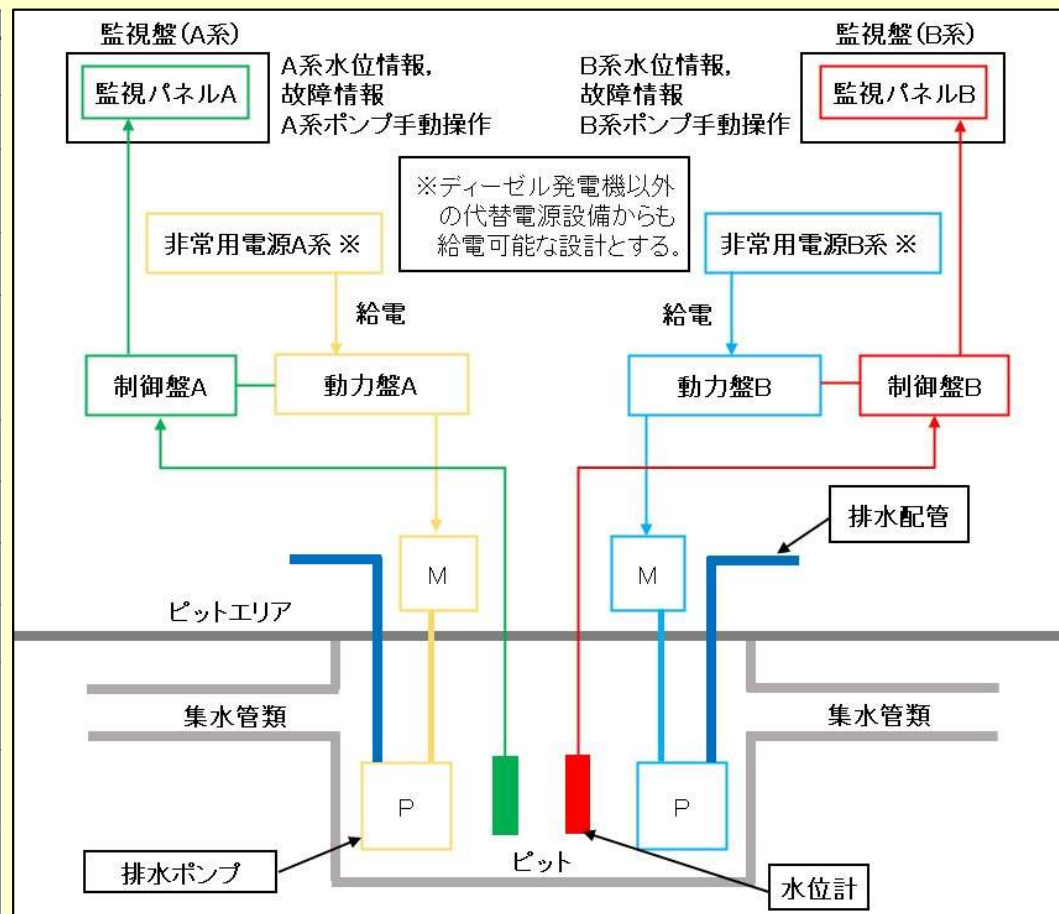 監視盤(A系)
監視パネルA
A系水位情報,
故障情報
A系ポンプ手動操作
B系水位情報,
故障情報
B系ポンプ手動操作
監視盤(B系)
監視パネルB
※ディーゼル発電機以外
の代替電源設備からも
給電可能な設計とする。
非常用電源A系 ※
非常用電源B系 ※
給電
給電
制御盤A
動力盤A
動力盤B
制御盤B
排水配管
M
M
ピットエリア
集水管類
集水管類
P
P
排水ポンプ
ピット
水位計